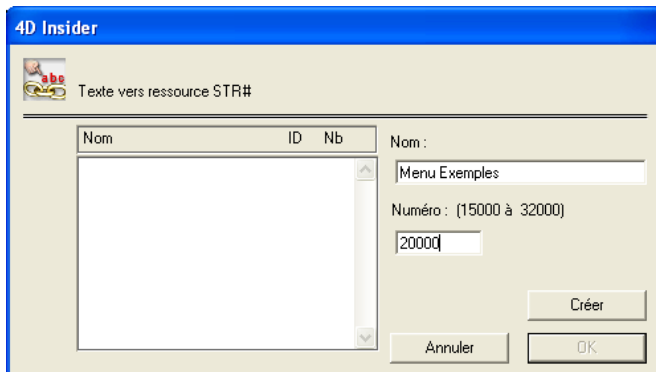 4D Insider
abc
Texte vers ressource STR#
Nom ID Nb
Nom :
Menu Exemples
Numéro : (15000 à 32000)
20000
Créer
Annuler OK